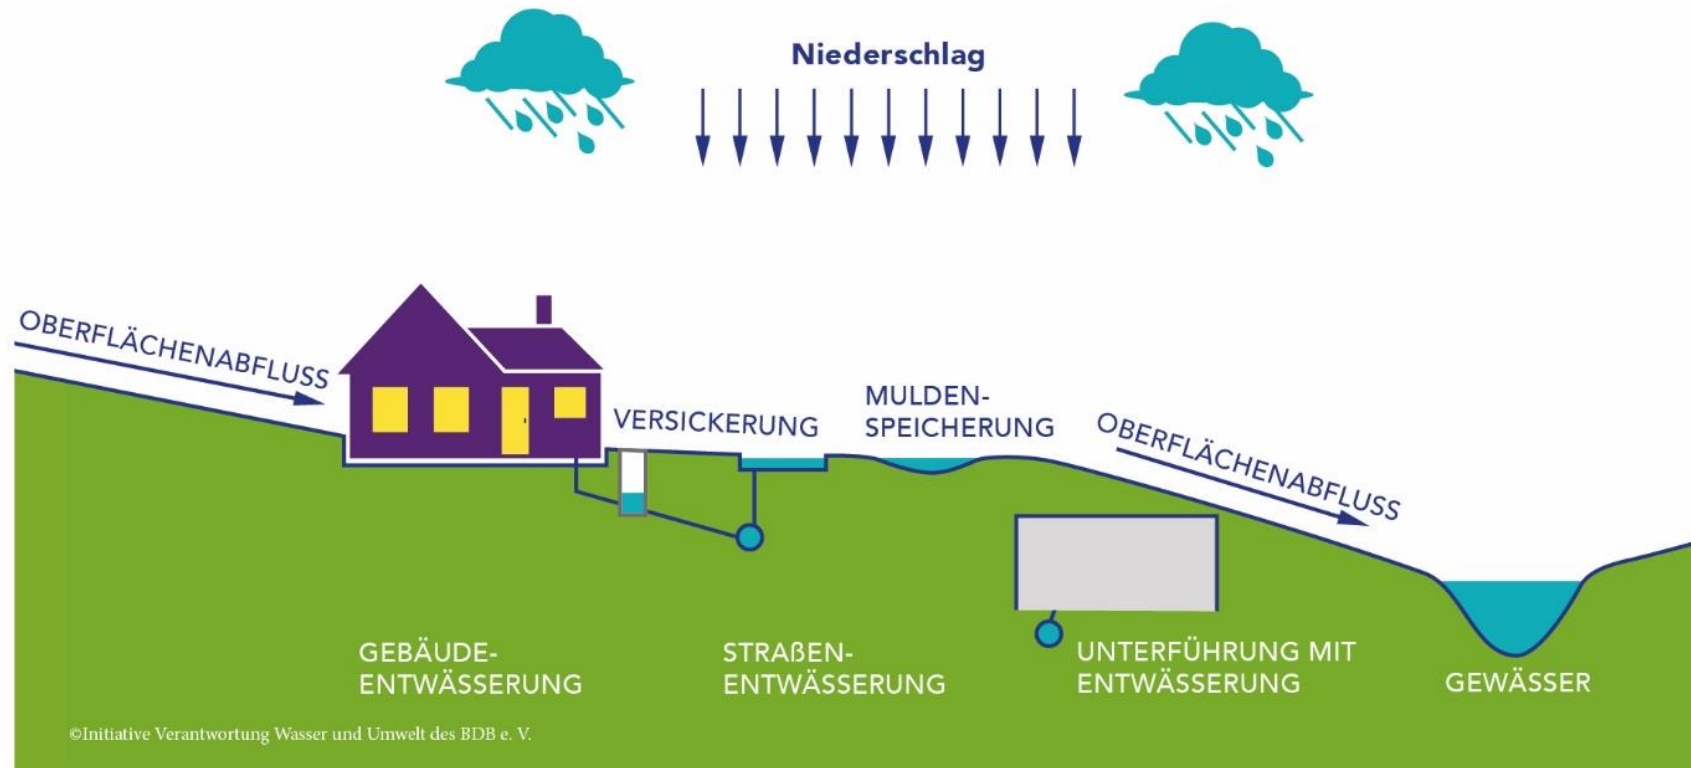 Niederschlag
OBERFLÄCHENABFLUSS
VERSICKERUNG
MULDEN-
SPEICHERUNG
OBERFLÄCHENABFLUSS
GEBÄUDE-
ENTWÄSSERUNG
STRAßEN-
ENTWÄSSERUNG
UNTERFÜHRUNG MIT
ENTWÄSSERUNG
GEWÄSSER
©Initiative Verantwortung Wasser und Umwelt des BDB e. V.